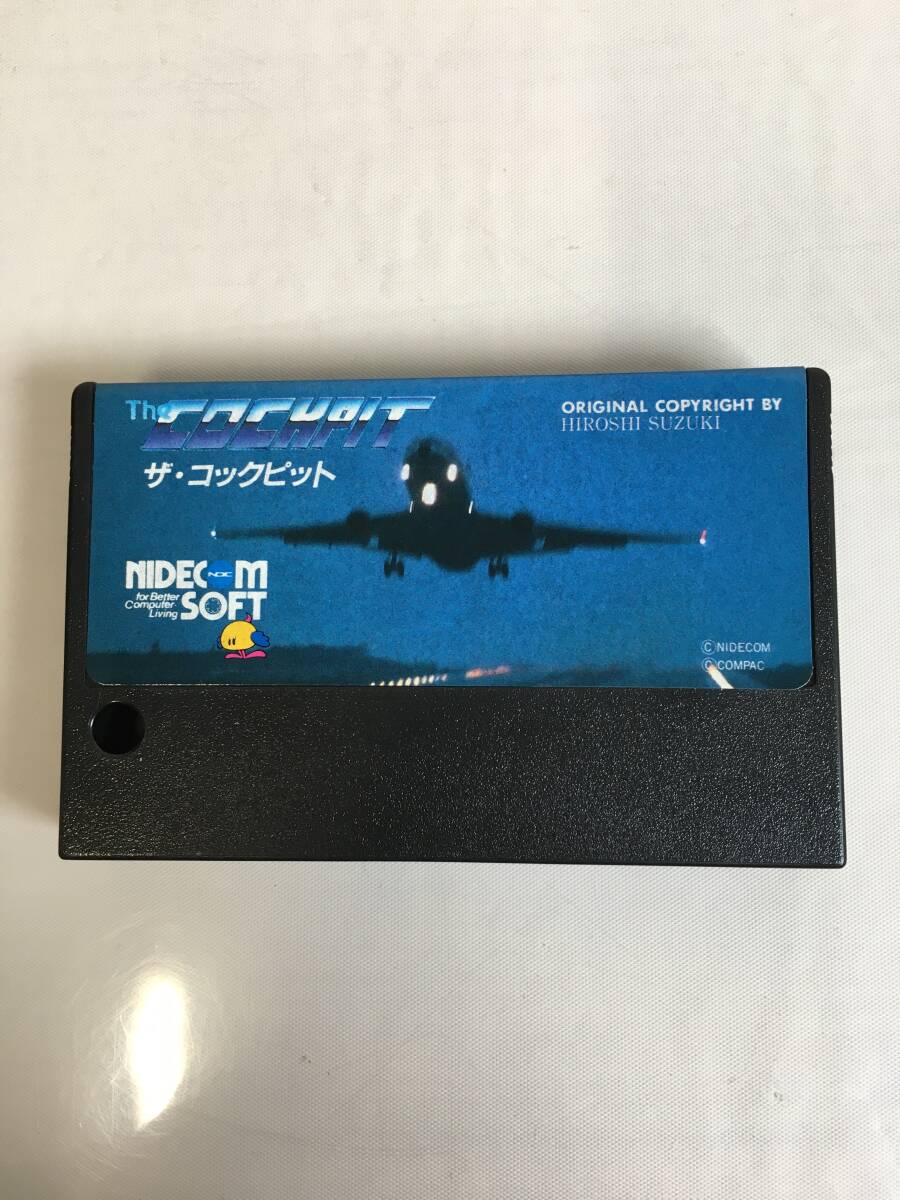 The COCKPIT
ザ・コックピット
ORIGINAL COPYRIGHT BY
HIROSHI SUZUKI
NIDECOM
NDC
for Better
Computer
Living
SOFT
©NIDECOM
©COMPAC